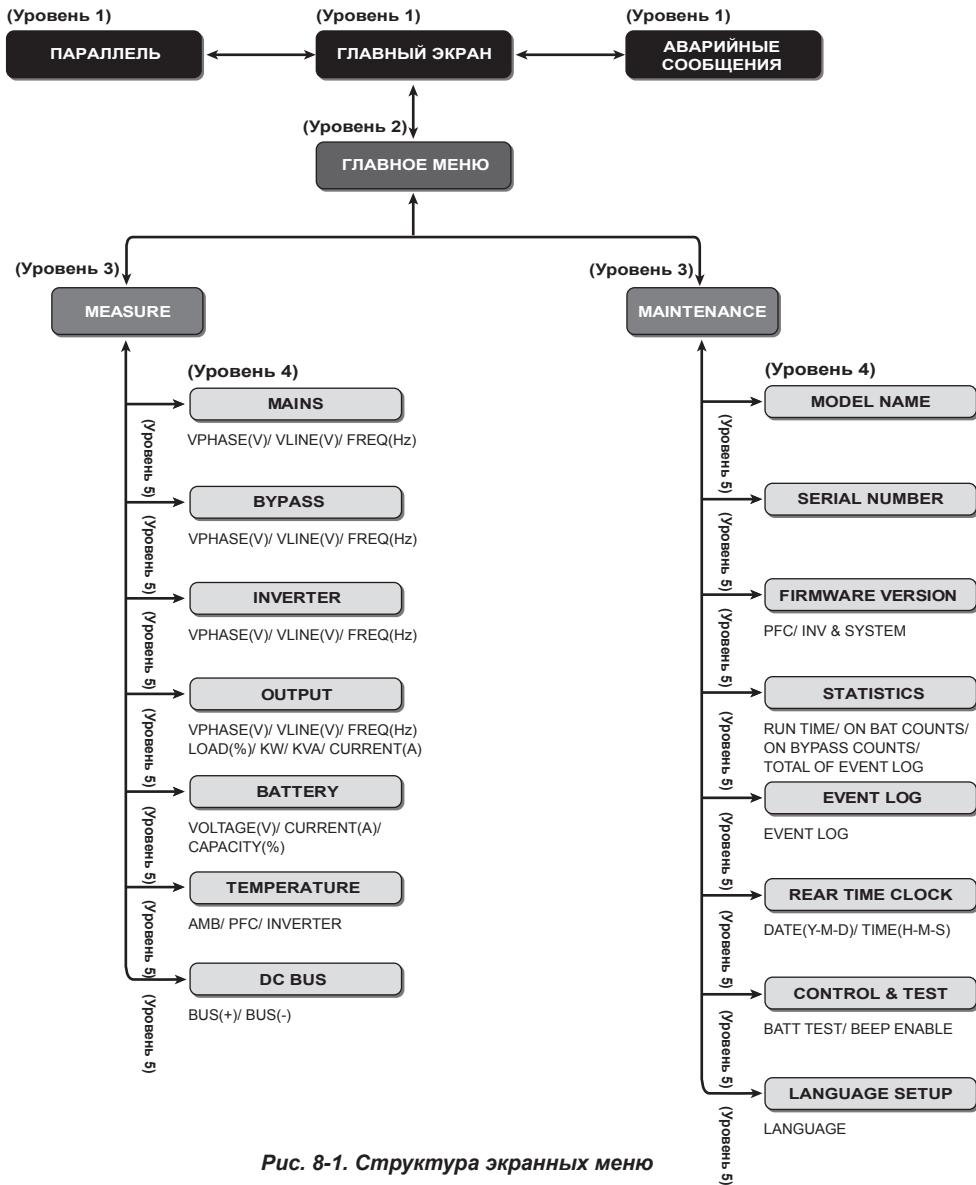 (Уровень 1)
(Уровень 1)
(Уровень 1)
ПАРАЛЛЕЛЬ
ГЛАВНЫЙ ЭКРАН
АВАРИЙНЫЕ
СООБЩЕНИЯ
(Уровень 2)
ГЛАВНОЕ МЕНЮ
(Уровень 3)
MEASURE
(Уровень 4)
MAINS
VPHASE(V)/ VLINE(V)/ FREQ(Hz)
(Уровень 5)
BYPASS
VPHASE(V)/ VLINE(V)/ FREQ(Hz)
(Уровень 5)
INVERTER
VPHASE(V)/ VLINE(V)/ FREQ(Hz)
(Уровень 5)
OUTPUT
VPHASE(V)/ VLINE(V)/ FREQ(Hz)
LOAD(%)/ KW/ KVA/ CURRENT(A)
(Уровень 5)
BATTERY
VOLTAGE(V)/ CURRENT(A)/
CAPACITY(%)
(Уровень 5)
TEMPERATURE
AMB/ PFC/ INVERTER
(Уровень 5)
DC BUS
BUS(+)/ BUS(-)
(Уровень 5)
(Уровень 3)
MAINTENANCE
(Уровень 4)
MODEL NAME
(Уровень 5)
SERIAL NUMBER
(Уровень 5)
FIRMWARE VERSION
PFC/ INV & SYSTEM
(Уровень 5)
STATISTICS
RUN TIME/ ON BAT COUNTS/
ON BYPASS COUNTS/
TOTAL OF EVENT LOG
(Уровень 5)
EVENT LOG
EVENT LOG
(Уровень 5)
REAR TIME CLOCK
DATE(Y-M-D)/ TIME(H-M-S)
(Уровень 5)
CONTROL & TEST
BATT TEST/ BEEP ENABLE
(Уровень 5)
LANGUAGE SETUP
LANGUAGE
(Уровень 5)
Рис. 8-1. Структура экранных меню